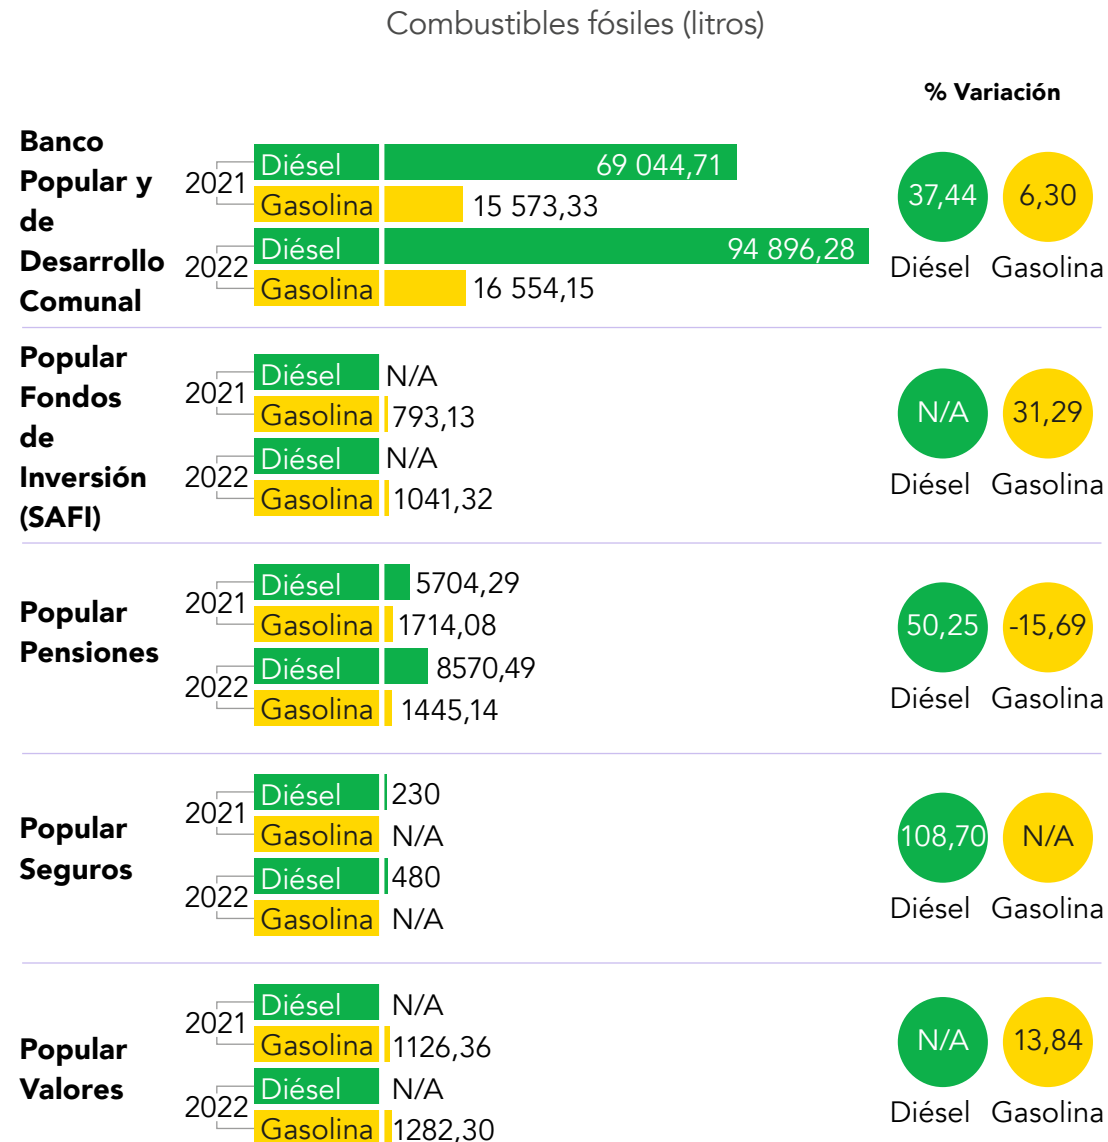 Combustibles fósiles (litros)
% Variación
Banco
Popular y
de
Desarrollo
Comunal
2021
Diésel 69 044,71
Gasolina 15 573,33
2022
Diésel 94 896,28
Gasolina 16 554,15
37,44 6,30
Diésel Gasolina
Popular
Fondos
de
Inversión
(SAFI)
2021
Diésel N/A
Gasolina 793,13
2022
Diésel N/A
Gasolina 1041,32
N/A 31,29
Diésel Gasolina
Popular
Pensiones
2021
Diésel 5704,29
Gasolina 1714,08
2022
Diésel 8570,49
Gasolina 1445,14
50,25 -15,69
Diésel Gasolina
Popular
Seguros
2021
Diésel 230
Gasolina N/A
2022
Diésel 480
Gasolina N/A
108,70 N/A
Diésel Gasolina
Popular
Valores
2021
Diésel N/A
Gasolina 1126,36
2022
Diésel N/A
Gasolina 1282,30
N/A 13,84
Diésel Gasolina